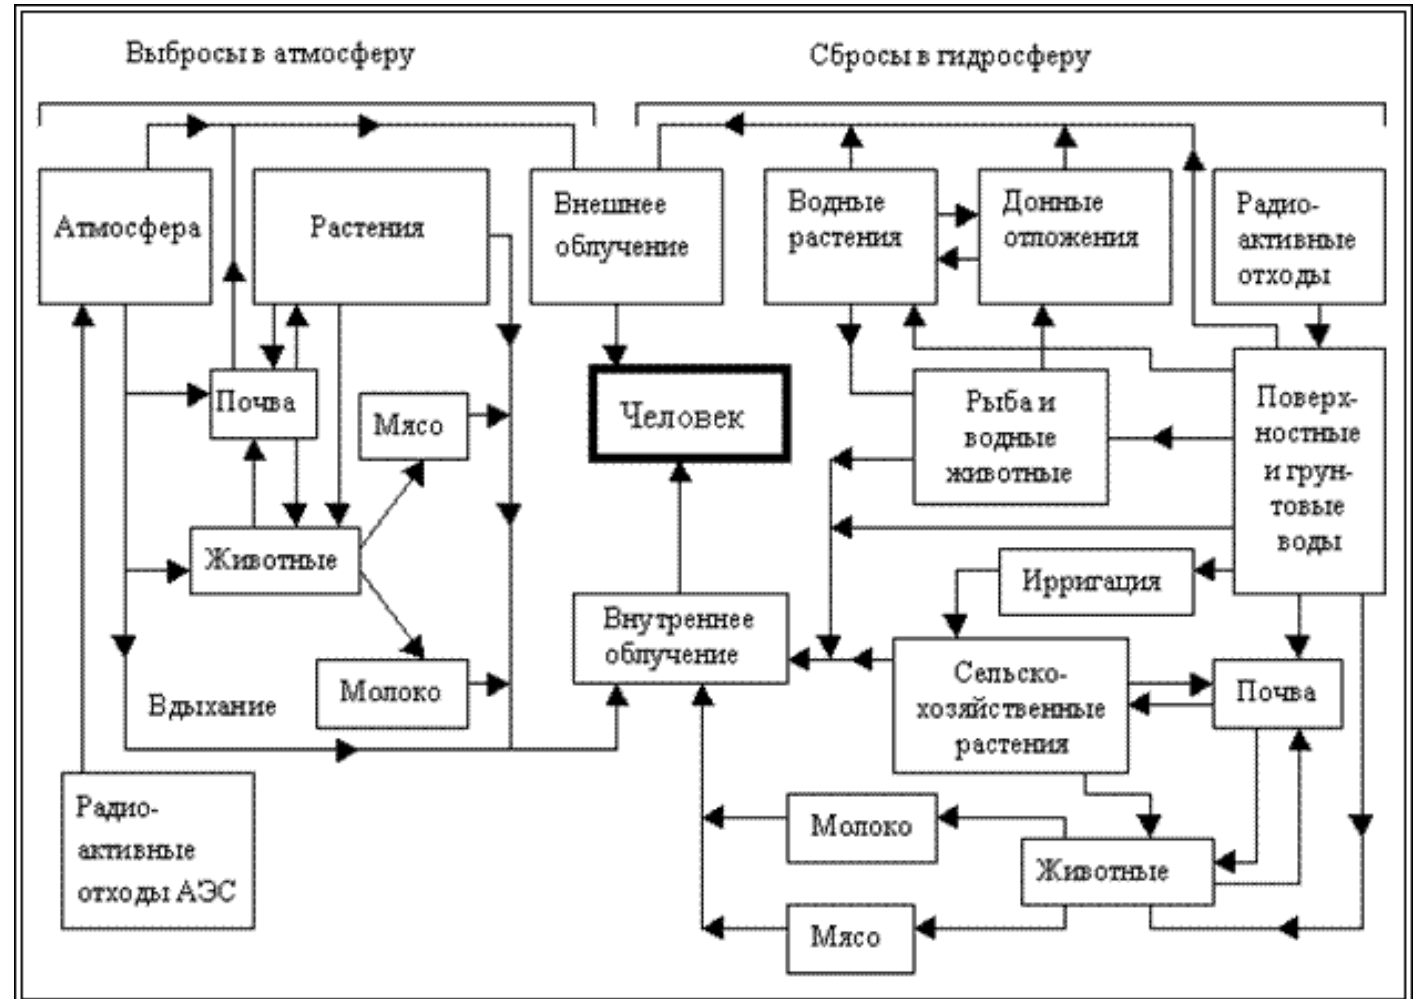 Выбросы в атмосферу
Сбросы в гидросферу
Атмосфера
Растения
Внешнее
облучение
Водные
растения
Донные
отложения
Радио-
активные
отходы
Почва
Мясо
Человек
Рыба и
водные
животные
Поверх-
ностные
и грун-
товые
воды
Животные
Ирригация
Внутреннее
облучение
Молоко
Вдыхание
Сельско-
хозяйственные
растения
Почва
Радио-
активные
отходы АЭС
Молоко
Животные
Мясо